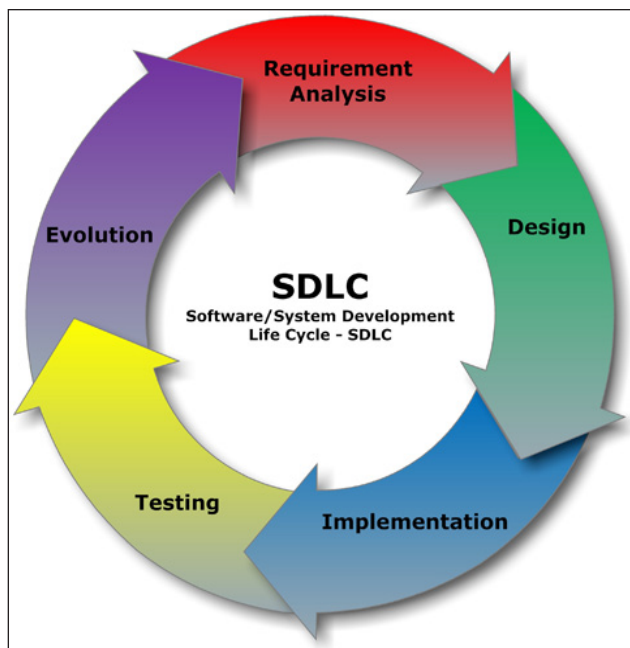 Requirement
Analysis
Design
Evolution
SDLC
Software/System Development
Life Cycle - SDLC
Testing
Implementation